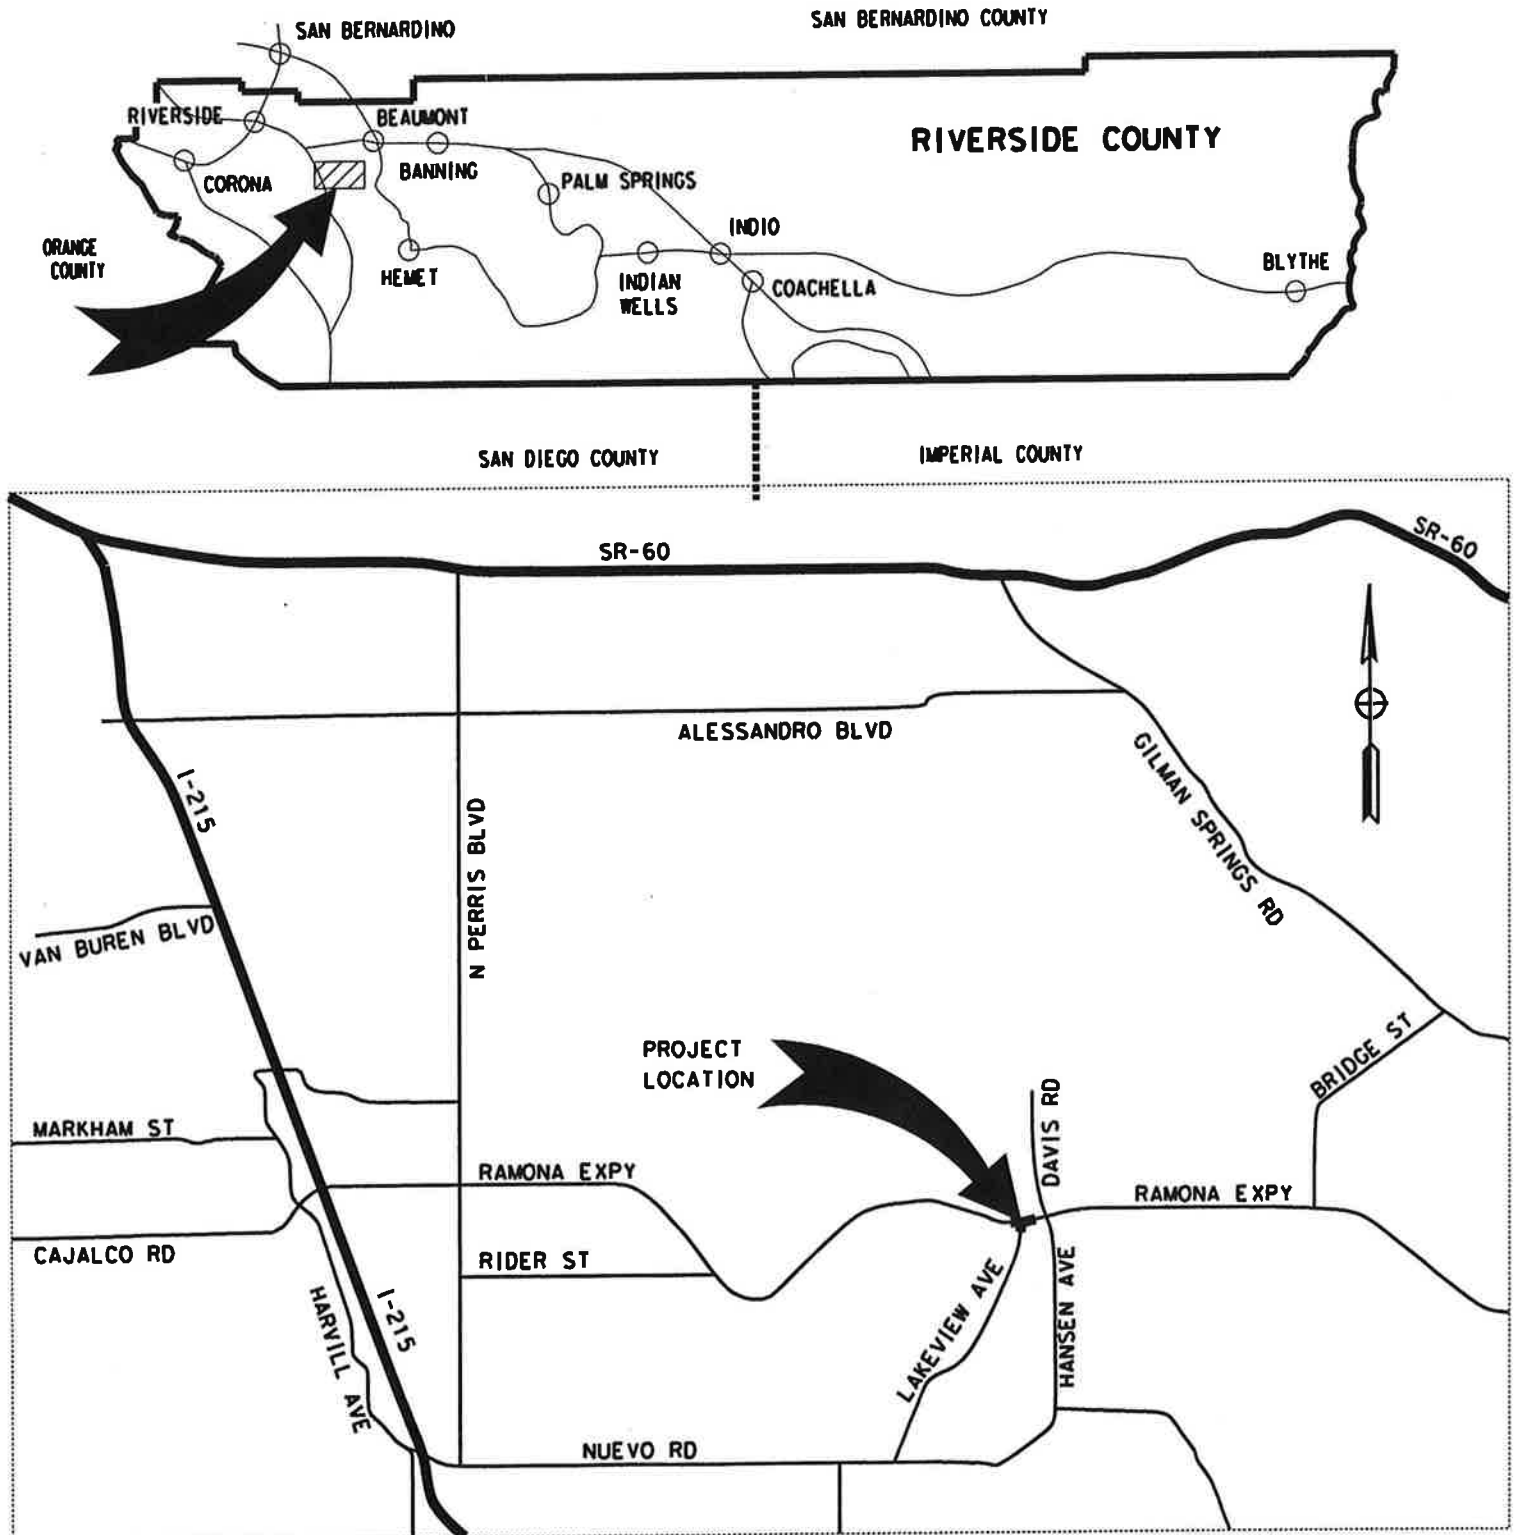 SAN BERNARDINO COUNTY
SAN BERNARDINO
RIVERSIDE
BEAUMONT
RIVERSIDE COUNTY
BANNING
CORONA
PALM SPRINGS
INDIO
ORANGE
COUNTY
HEMET
INDIAN
WELLS
COACHELLA
BLYTHE
SAN DIEGO COUNTY
IMPERIAL COUNTY
SR-60
SR-60
ALESSANDRO BLVD
GILMAN SPRINGS RD
I-215
N PERRIS BLVD
VAN BUREN BLVD
PROJECT
LOCATION
BRIDGE ST
DAVIS RD
MARKHAM ST
RAMONA EXPY
RAMONA EXPY
CAJALCO RD
RIDER ST
HARVILL AVE
I-215
LAKEVIEW AVE
HANSEN AVE
NUEVO RD